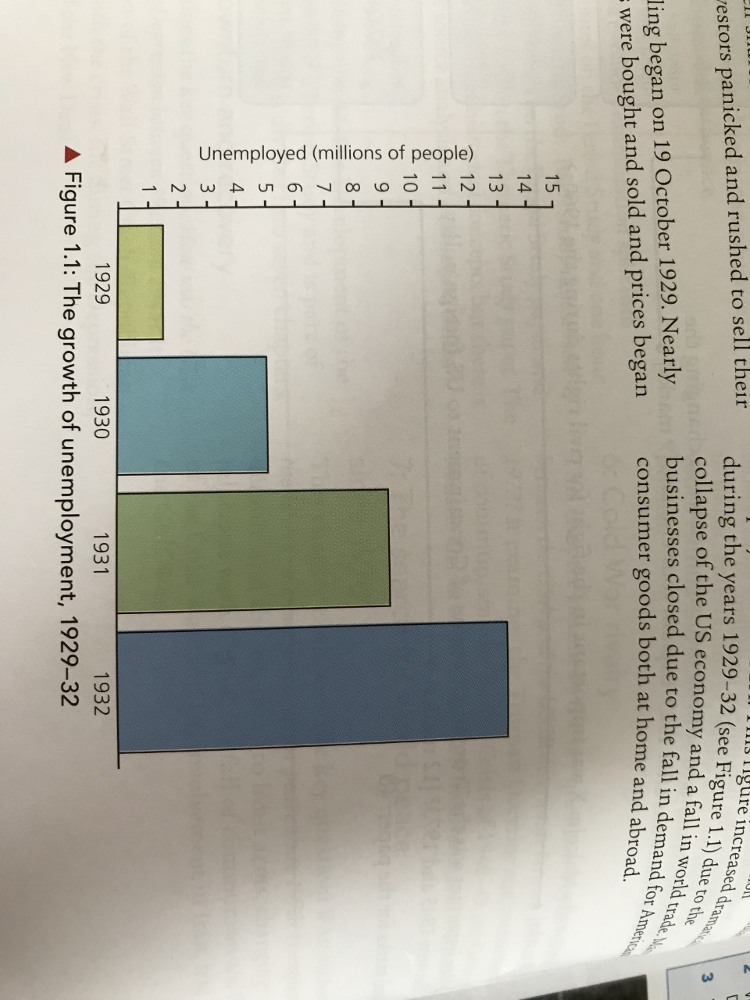 vestors panicked and rushed to sell their
ling began on 19 October 1929. Nearly
were bought and sold and prices began
figure increased
during the years 1929–32 (see Figure 1.1) due to the
collapse of the US economy and a fall in world trade.
businesses closed due to the fall in demand for American
consumer goods both at home and abroad.
3
Unemployed (millions of people)
15
14
13
12
11
10
9
8
7
6
5
4
3
2
1
1929 1930 1931 1932
▲ Figure 1.1: The growth of unemployment, 1929–32